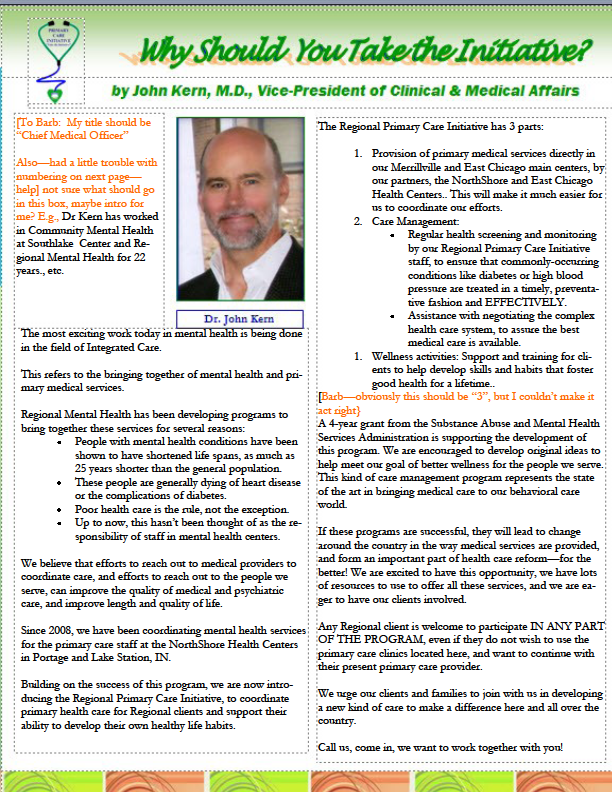 PRIMARY
CARE
INITIATIVE
Why Should You Take the Initiative?
by John Kern, M.D., Vice-President of Clinical & Medical Affairs
[To Barb: My title should be
“Chief Medical Officer”
Also—had a little trouble with
numbering on next page—
help] not sure what should go
in this box, maybe intro for
me? E.g., Dr Kern has worked
in Community Mental Health
at Southlake Center and Re-
gional Mental Health for 22
years., etc.
Dr. John Kern
The most exciting work today in mental health is being done
in the field of Integrated Care.
This refers to the bringing together of mental health and pri-
mary medical services.
Regional Mental Health has been developing programs to
bring together these services for several reasons:
• People with mental health conditions have been
shown to have shortened life spans, as much as
25 years shorter than the general population.
• These people are generally dying of heart disease
or the complications of diabetes.
• Poor health care is the rule, not the exception.
• Up to now, this hasn’t been thought of as the re-
sponsibility of staff in mental health centers.
We believe that efforts to reach out to medical providers to
coordinate care, and efforts to reach out to the people we
serve, can improve the quality of medical and psychiatric
care, and improve length and quality of life.
Since 2008, we have been coordinating mental health services
for the primary care staff at the NorthShore Health Centers
in Portage and Lake Station, IN.
Building on the success of this program, we are now intro-
ducing the Regional Primary Care Initiative, to coordinate
primary health care for Regional clients and support their
ability to develop their own healthy life habits.
The Regional Primary Care Initiative has 3 parts:
1. Provision of primary medical services directly in
our Merrillville and East Chicago main centers, by
our partners, the NorthShore and East Chicago
Health Centers.. This will make it much easier for
us to coordinate our efforts.
2. Care Management:
• Regular health screening and monitoring
by our Regional Primary Care Initiative
staff, to ensure that commonly-occurring
conditions like diabetes or high blood
pressure are treated in a timely, preventa-
tive fashion and EFFECTIVELY.
• Assistance with negotiating the complex
health care system, to assure the best
medical care is available.
1. Wellness activities: Support and training for cli-
ents to help develop skills and habits that foster
good health for a lifetime..
[Barb—obviously this should be “3”, but I couldn’t make it
act right}
A 4-year grant from the Substance Abuse and Mental Health
Services Administration is supporting the development of
this program. We are encouraged to develop original ideas to
help meet our goal of better wellness for the people we serve.
This kind of care management program represents the state
of the art in bringing medical care to our behavioral care
world.
If these programs are successful, they will lead to change
around the country in the way medical services are provided,
and form an important part of health care reform—for the
better! We are excited to have this opportunity, we have lots
of resources to use to offer all these services, and we are ea-
ger to have our clients involved.
Any Regional client is welcome to participate IN ANY PART
OF THE PROGRAM, even if they do not wish to use the
primary care clinics located here, and want to continue with
their present primary care provider.
We urge our clients and families to join with us in developing
a new kind of care to make a difference here and all over the
country.
Call us, come in, we want to work together with you!